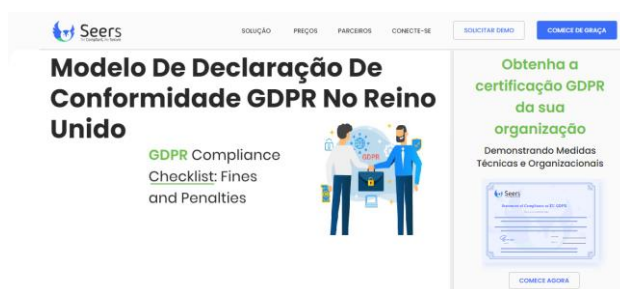 Seers
SOLUÇÃO
PREÇOS
PARCEIROS
CONECTE-SE
SOLICITAR DEMO
COMECE DE GRAÇA
Modelo De Declaração De
Conformidade GDPR No Reino
Unido
GDPR Compliance
Checklist: Fines
and Penalties
GDPR
Obtenha a
certificação GDPR
da sua
organização
Demonstrando Medidas
Técnicas e Organizacionais
Seers
COMECE AGORA